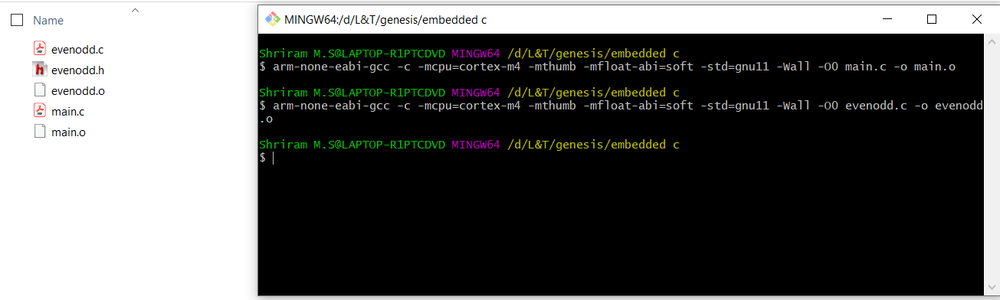 Name
evenodd.c
evenodd.h
evenodd.o
main.c
main.o
MINGW64:/d/L&T/genesis/embedded c
Shriram M.S@LAPTOP-R1PTCDVD MINGW64 /d/L&T/genesis/embedded c
$ arm-none-eabi-gcc -c -mcpu=cortex-m4 -mthumb -mfloat-abi=soft -std=gnu11 -Wall -O0 main.c -o main.o
Shriram M.S@LAPTOP-R1PTCDVD MINGW64 /d/L&T/genesis/embedded c
$ arm-none-eabi-gcc -c -mcpu=cortex-m4 -mthumb -mfloat-abi=soft -std=gnu11 -Wall -O0 evenodd.c -o evenodd
.o
Shriram M.S@LAPTOP-R1PTCDVD MINGW64 /d/L&T/genesis/embedded c
$